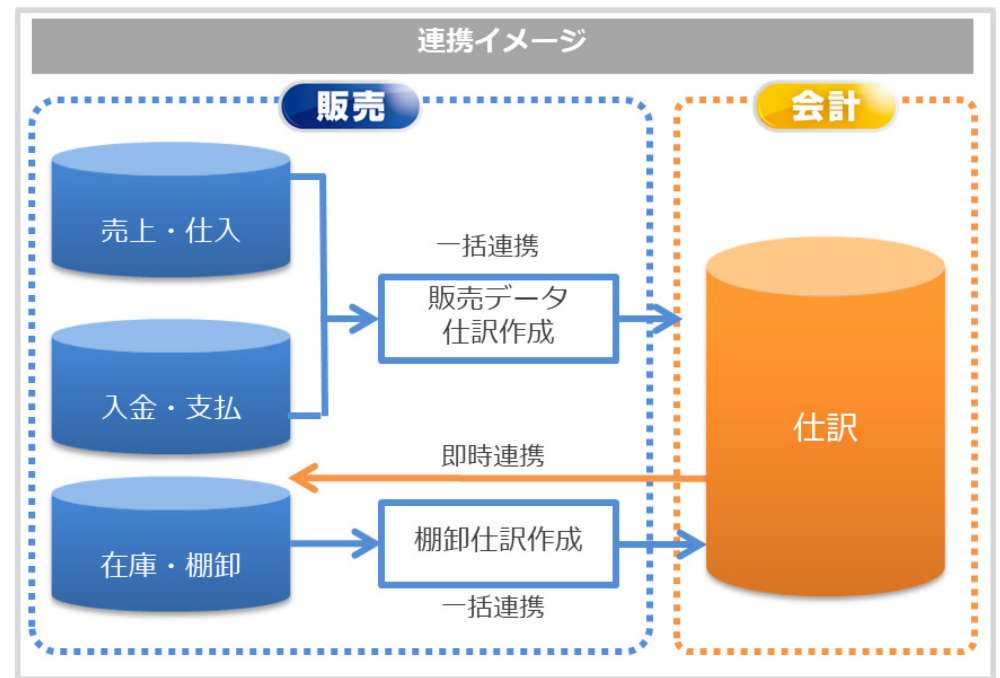 連携イメージ
販売
会計
売上・仕入
一括連携
販売データ
仕訳作成
入金・支払
仕訳
即時連携
在庫・棚卸
棚卸仕訳作成
一括連携